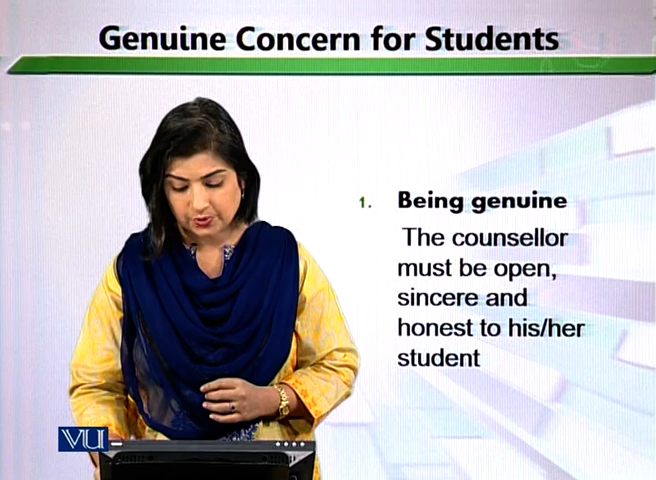 Genuine Concern for Students
1. Being genuine
The counsellor
must be open,
sincere and
honest to his/her
student
VU